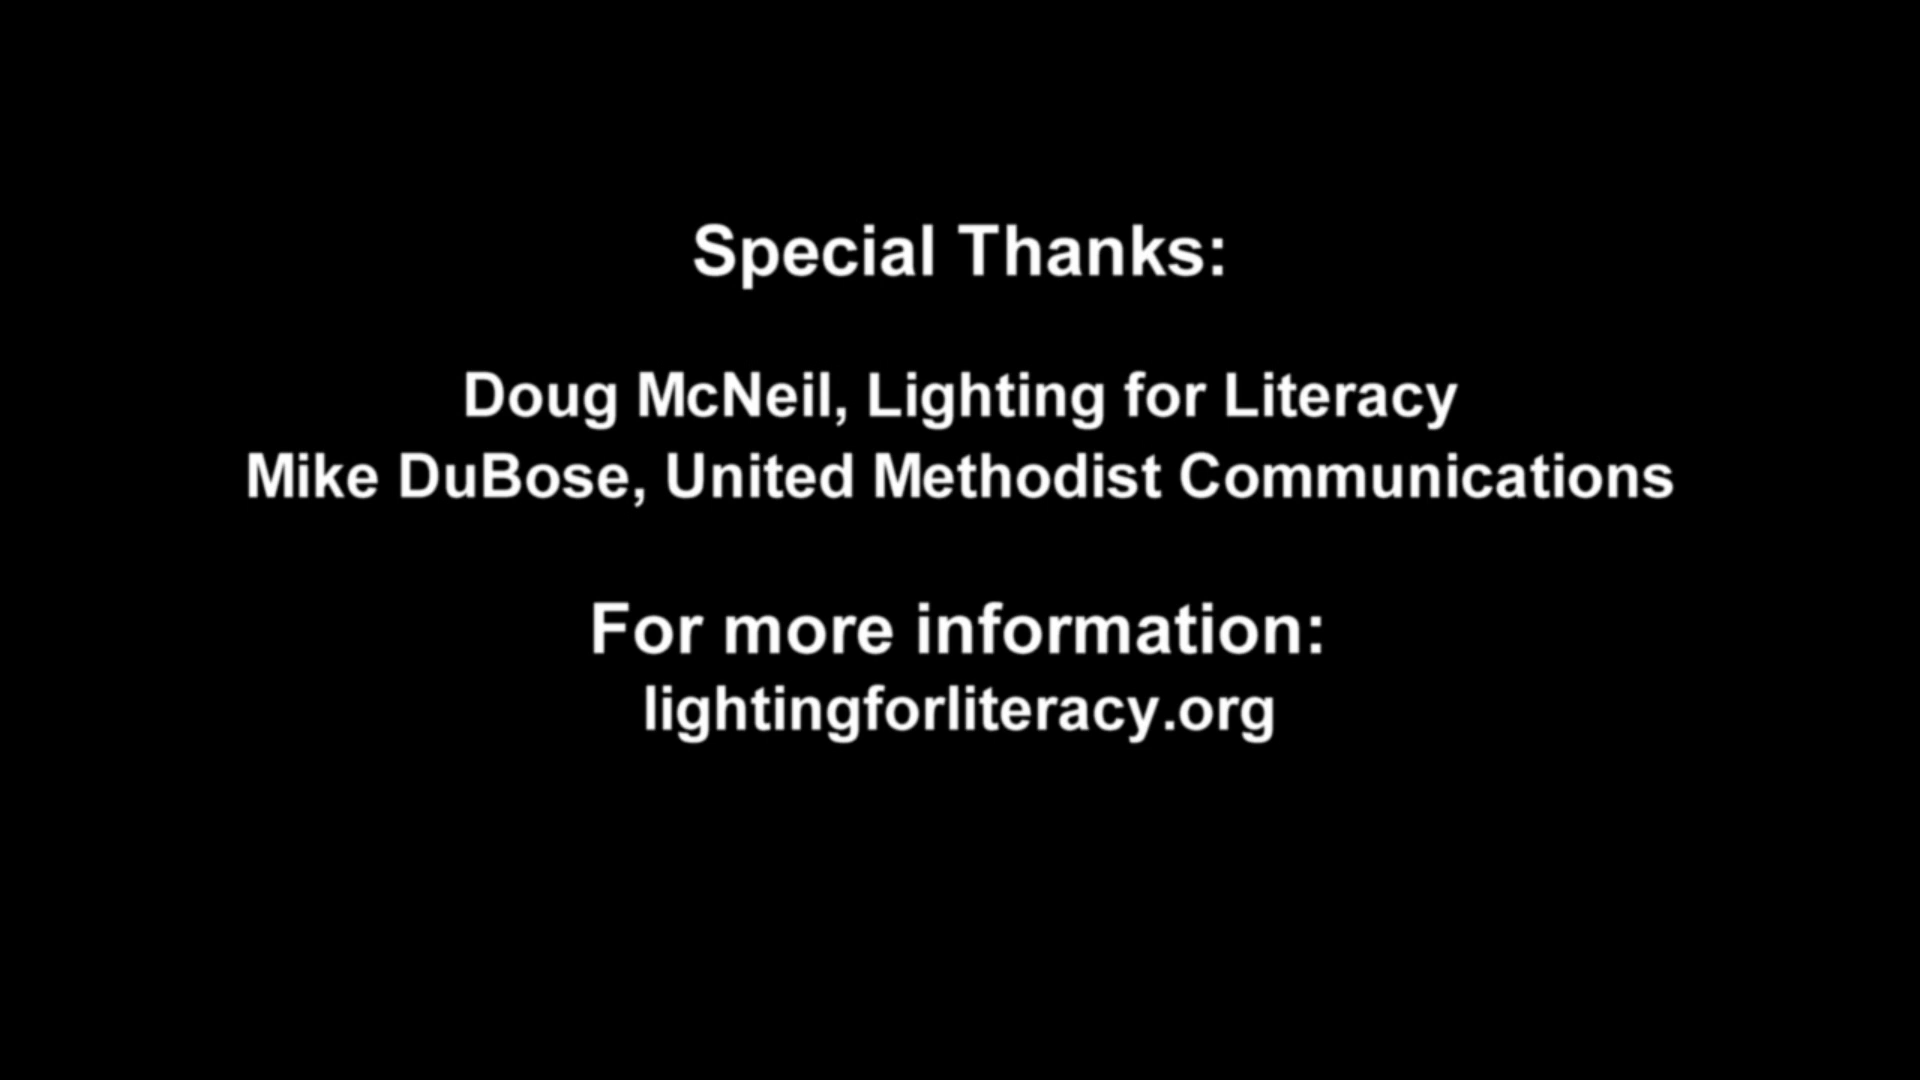 Special Thanks:
Doug McNeil, Lighting for Literacy
Mike DuBose, United Methodist Communications
For more information:
lightingforliteracy.org